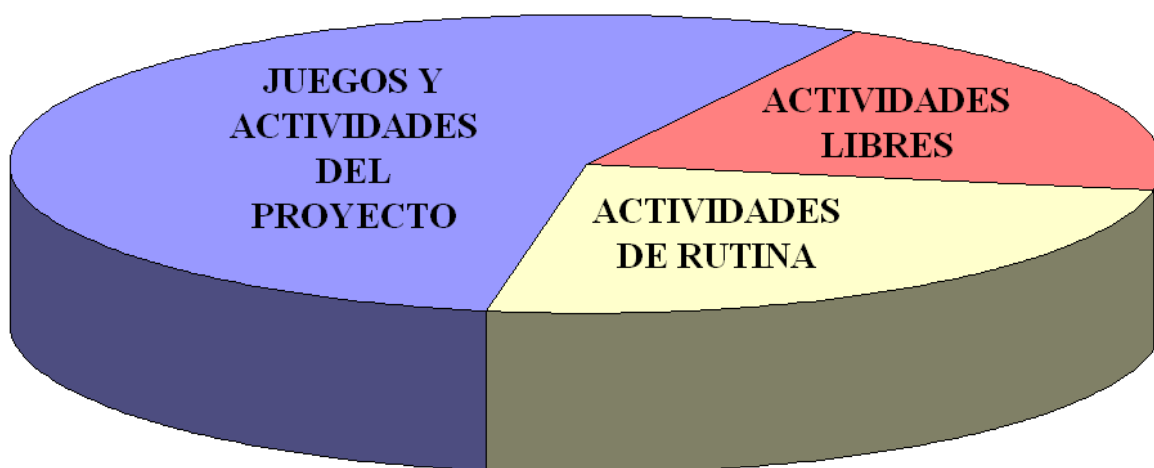 JUEGOS Y
ACTIVIDADES
DEL
PROYECTO
ACTIVIDADES
LIBRES
ACTIVIDADES
DE RUTINA